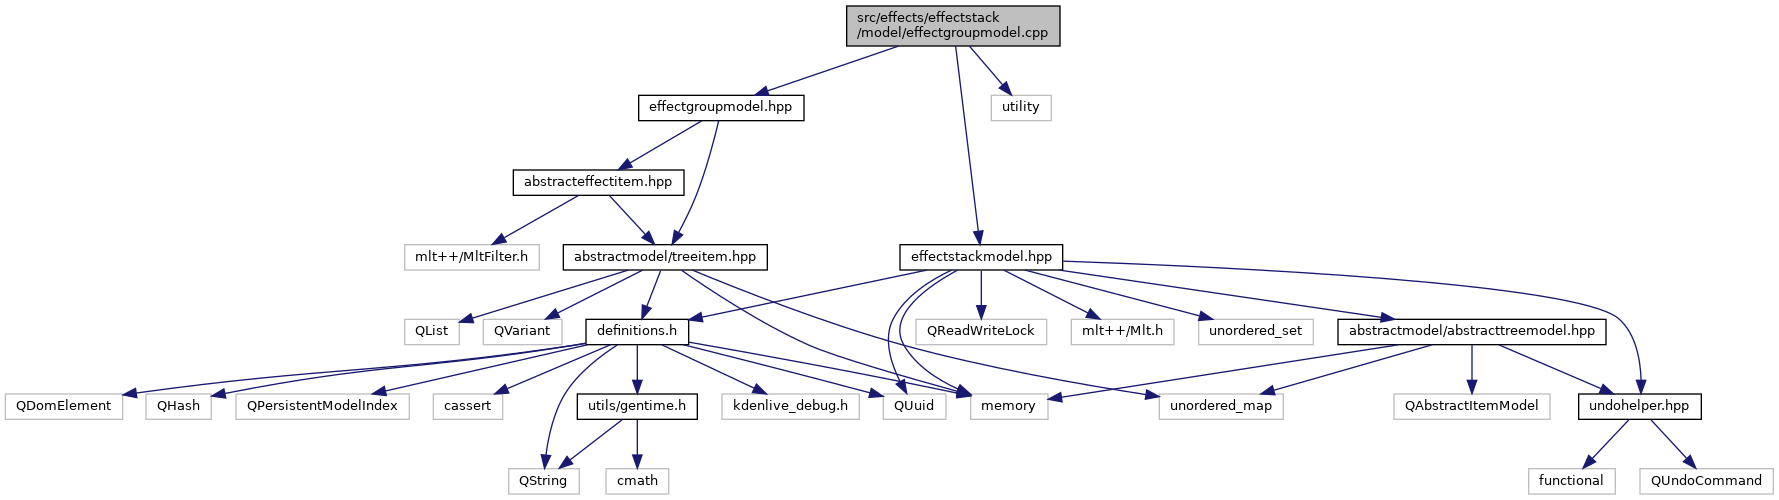 src/effects/effectstack
/model/effectgroupmodel.cpp
effectgroupmodel.hpp
utility
abstracteffectitem.hpp
mlt++/MltFilter.h
abstractmodel/treeitem.hpp
effectstackmodel.hpp
QList
QVariant
definitions.h
QReadWriteLock
mlt++/Mlt.h
unordered_set
abstractmodel/abstracttreemodel.hpp
QDomElement
QHash
QPersistentModelIndex
cassert
utils/gentime.h
kdenlive_debug.h
QUuid
memory
unordered_map
QAbstractItemModel
undohelper.hpp
QString
cmath
functional
QUndoCommand